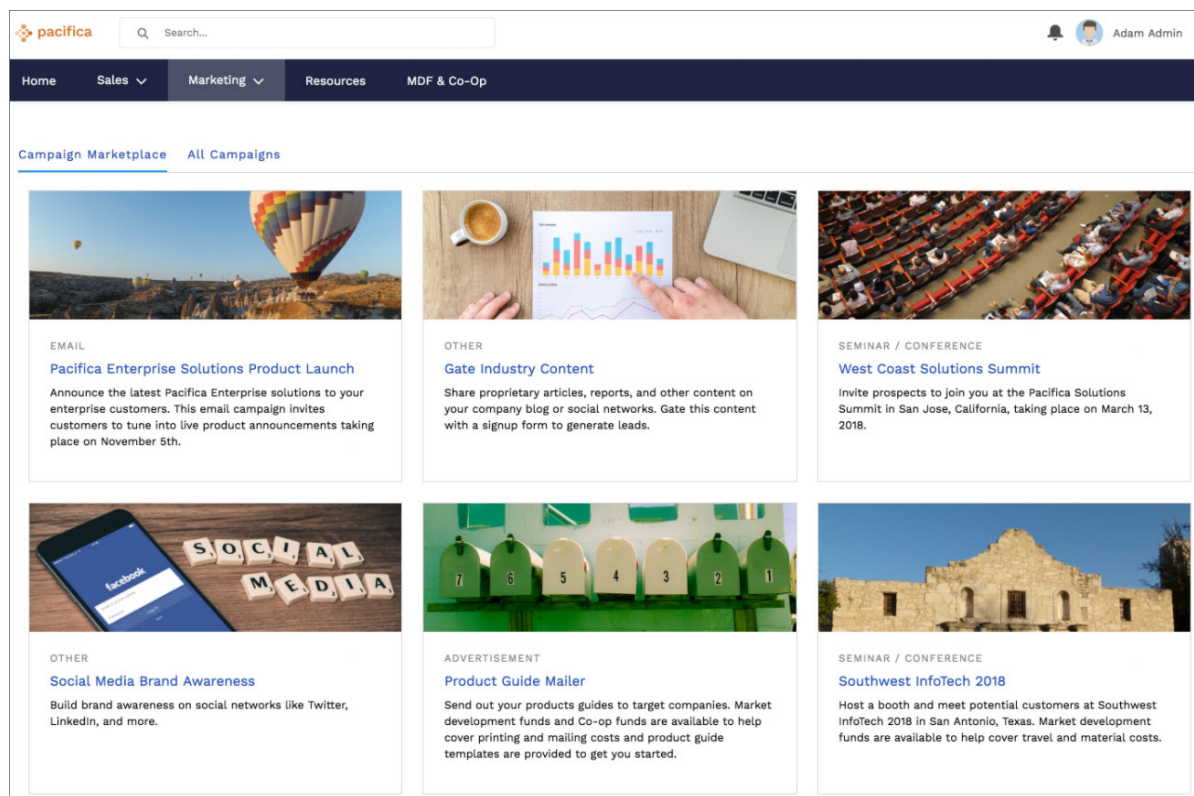 pacifica
Search...
Adam Admin
Home
Sales
Marketing
Resources
MDF & Co-Op
Campaign Marketplace
All Campaigns
EMAIL
Pacifica Enterprise Solutions Product Launch
Announce the latest Pacifica Enterprise solutions to your
enterprise customers. This email campaign invites
customers to tune into live product announcements taking
place on November 5th.
OTHER
Gate Industry Content
Share proprietary articles, reports, and other content on
your company blog or social networks. Gate this content
with a signup form to generate leads.
SEMINAR / CONFERENCE
West Coast Solutions Summit
Invite prospects to join you at the Pacifica Solutions
Summit in San Jose, California, taking place on March 13,
2018.
facebook
SOCIAL
MEDIA
OTHER
Social Media Brand Awareness
Build brand awareness on social networks like Twitter,
LinkedIn, and more.
7 6 5 4 3 2 1
ADVERTISEMENT
Product Guide Mailer
Send out your products guides to target companies. Market
development funds and Co-op funds are available to help
cover printing and mailing costs and product guide
templates are provided to get you started.
SEMINAR / CONFERENCE
Southwest InfoTech 2018
Host a booth and meet potential customers at Southwest
InfoTech 2018 in San Antonio, Texas. Market development
funds are available to help cover travel and material costs.